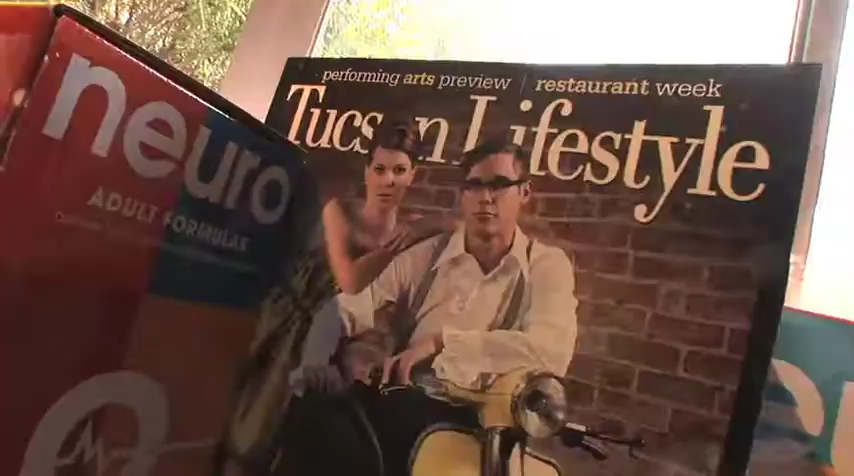 neuro
ADULT FORMULAS
performing arts preview | restaurant week
Tucson Lifestyle